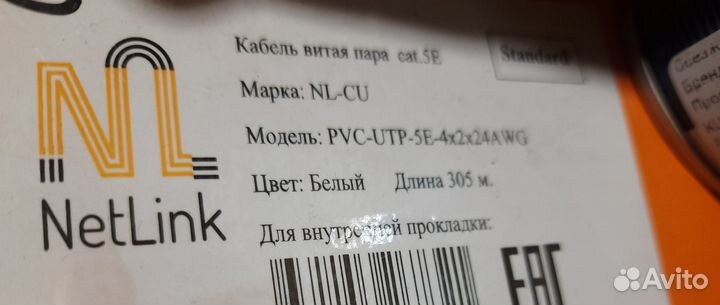 Кабель витая пара cat.5E Standard
Марка: NL-CU
Модель: PVC-UTP-5E-4x2x24AWG
Цвет: Белый Длина 305 м.
Для внутренней прокладки:
NL
NetLink
EAC
Avito